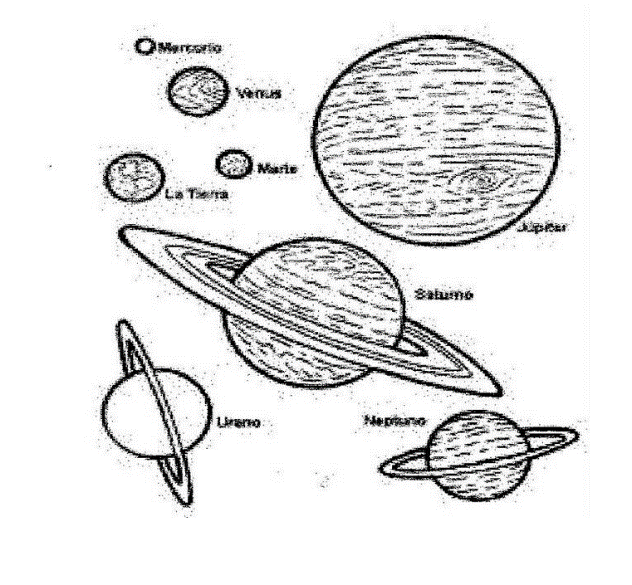 Mercurio
Venus
Marte
La Tierra
Júpiter
Saturno
Urano
Neptuno